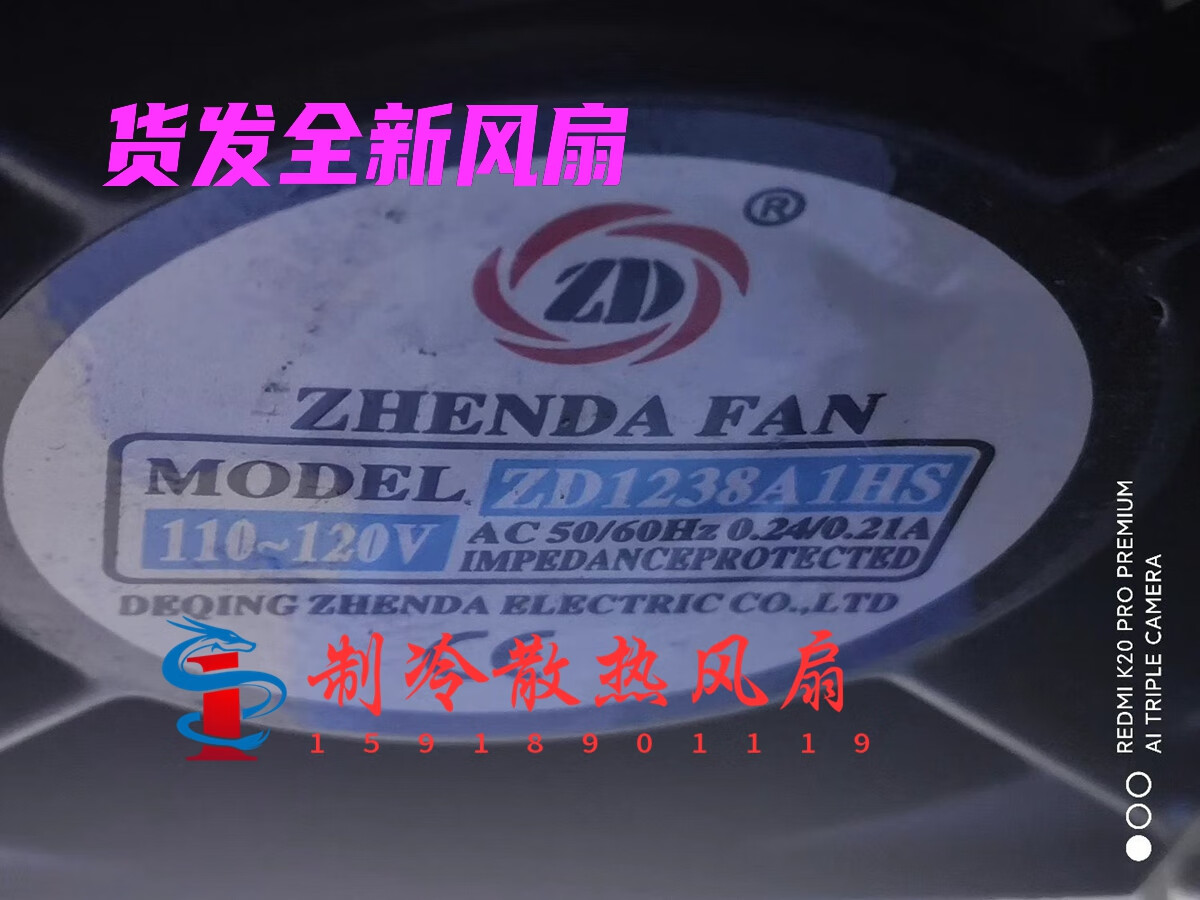 货发全新风扇
®
ZD
ZHENDA FAN
MODEL ZD1238A1HS
110~120V AC 50/60Hz 0.24/0.21A
IMPEDANCEPROTECTED
DEQING ZHENDA ELECTRIC CO.,LTD
CE
制冷散热风扇
15918901119
REDMI K20 PRO PREMIUM
AI TRIPLE CAMERA